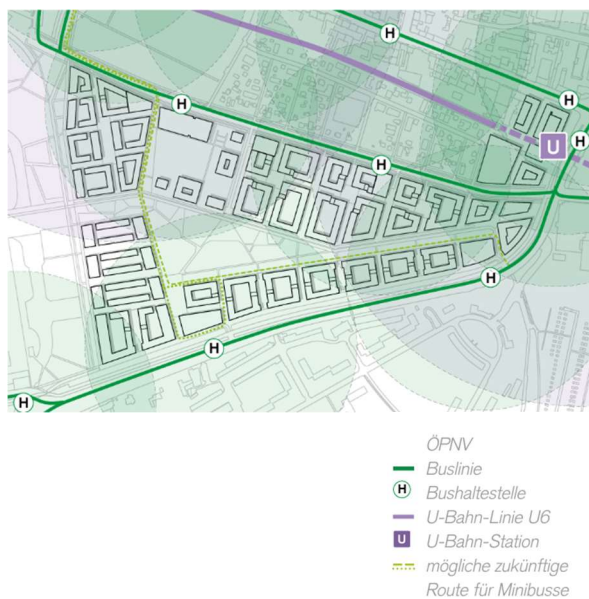 H
H
H
H
U
H
H
H
H
ÖPNV
Buslinie
H Bushaltestelle
U-Bahn-Linie U6
U U-Bahn-Station
mögliche zukünftige
Route für Minibusse